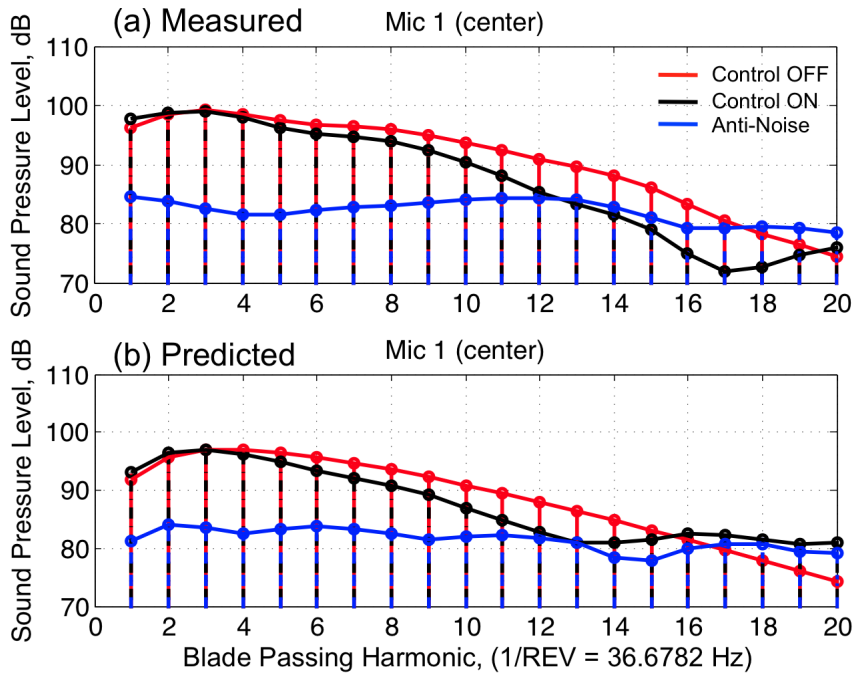 (a) Measured
Mic 1 (center)
Sound Pressure Level, dB
110
100
90
80
70
Control OFF
Control ON
Anti-Noise
0 2 4 6 8 10 12 14 16 18 20
(b) Predicted
Mic 1 (center)
Sound Pressure Level, dB
110
100
90
80
70
0 2 4 6 8 10 12 14 16 18 20
Blade Passing Harmonic, (1/REV = 36.6782 Hz)